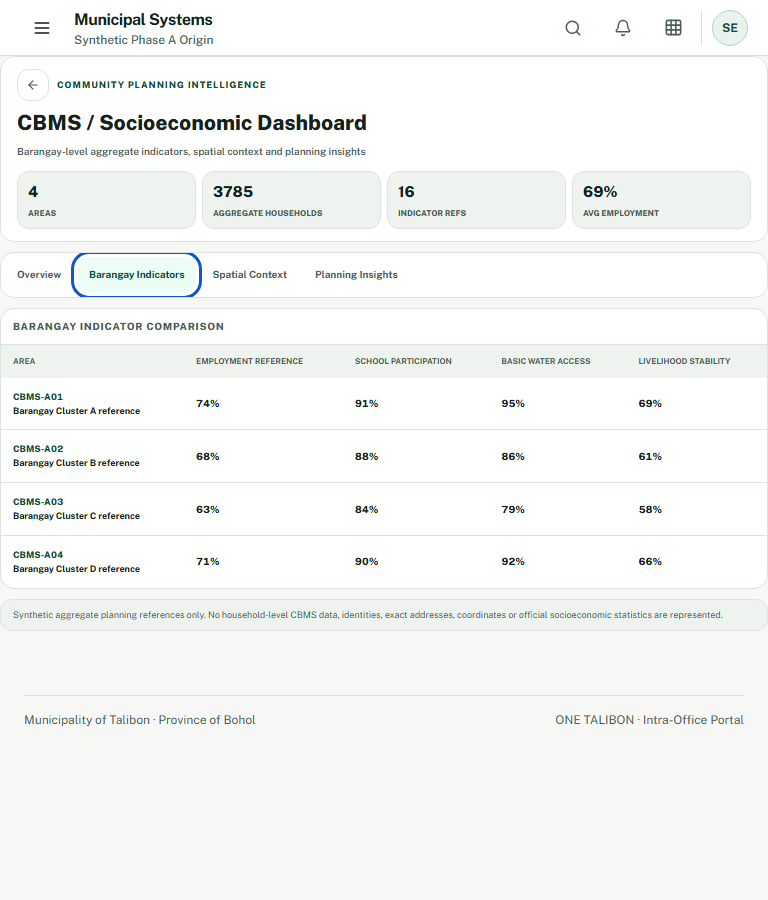 Municipal Systems
Synthetic Phase A Origin
SE
COMMUNITY PLANNING INTELLIGENCE
CBMS / Socioeconomic Dashboard
Barangay-level aggregate indicators, spatial context and planning insights
4
AREAS
3785
AGGREGATE HOUSEHOLDS
16
INDICATOR REFS
69%
AVG EMPLOYMENT
Overview Barangay Indicators Spatial Context Planning Insights
BARANGAY INDICATOR COMPARISON
AREA EMPLOYMENT REFERENCE SCHOOL PARTICIPATION BASIC WATER ACCESS LIVELIHOOD STABILITY
CBMS-A01
Barangay Cluster A reference
74% 91% 95% 69%
CBMS-A02
Barangay Cluster B reference
68% 88% 86% 61%
CBMS-A03
Barangay Cluster C reference
63% 84% 79% 58%
CBMS-A04
Barangay Cluster D reference
71% 90% 92% 66%
Synthetic aggregate planning references only. No household-level CBMS data, identities, exact addresses, coordinates or official socioeconomic statistics are represented.
Municipality of Talibon · Province of Bohol
ONE TALIBON · Intra-Office Portal